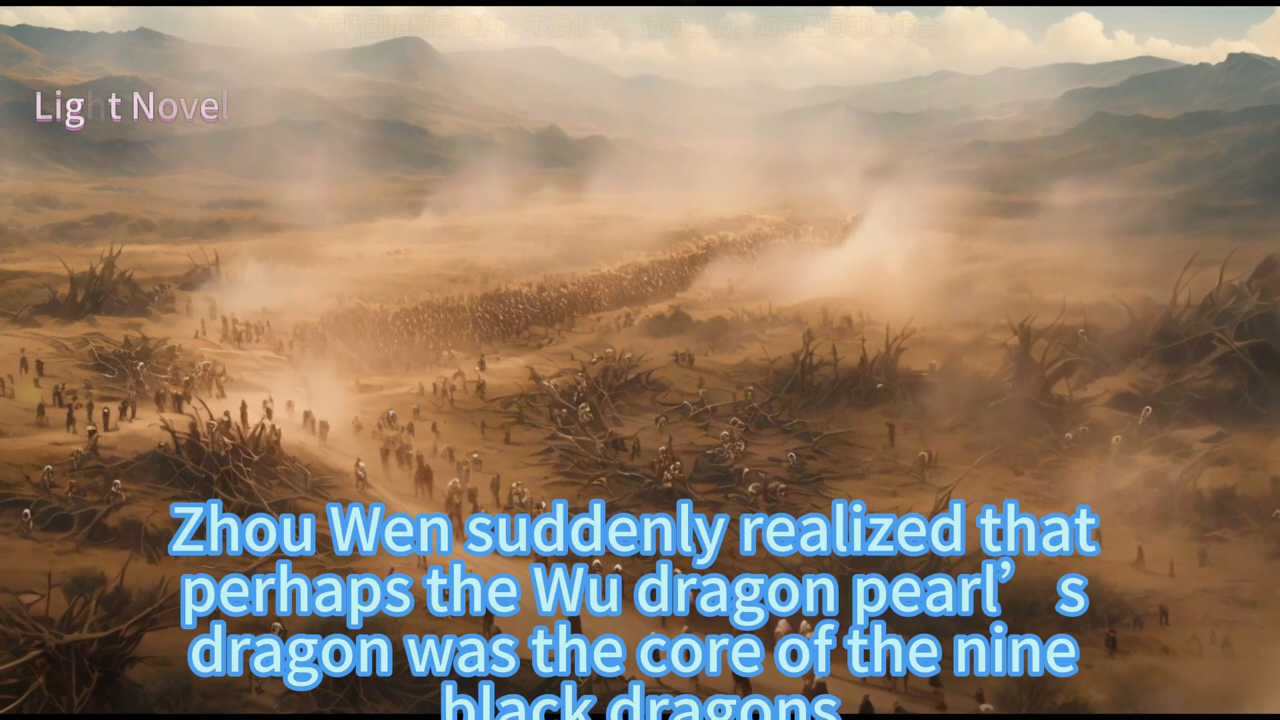 Light Novel
Zhou Wen suddenly realized that
perhaps the Wu dragon pearl’s
dragon was the core of the nine
black dragons